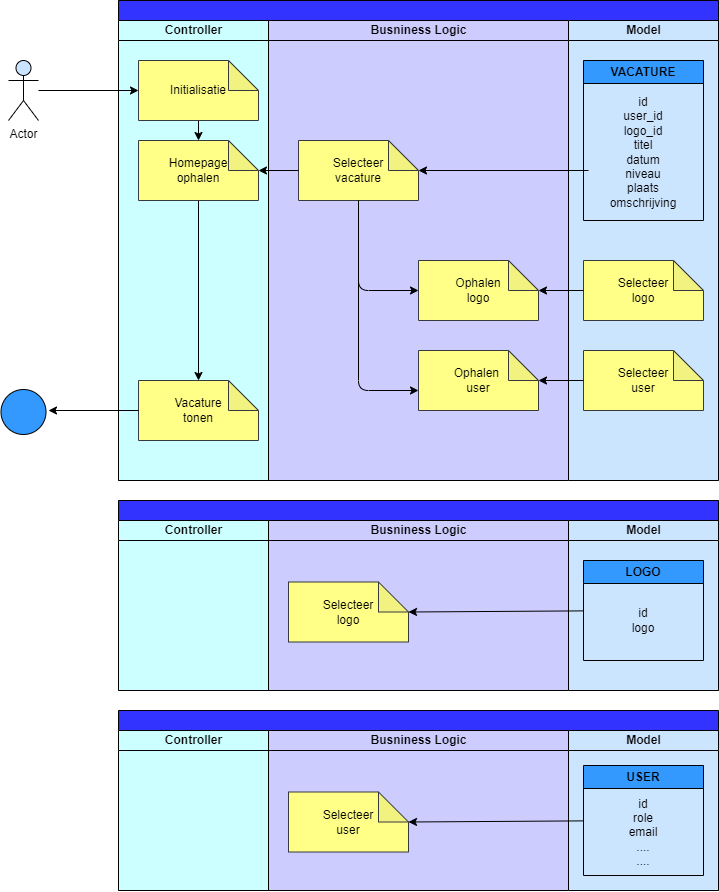 Controller
Busniness Logic
Model
Actor
Initialisatie
VACATURE
id
user_id
logo_id
titel
datum
niveau
plaats
omschrijving
Homepage
ophalen
Selecteer
vacature
Ophalen
logo
Selecteer
logo
Ophalen
user
Selecteer
user
Vacature
tonen
Controller
Busniness Logic
Model
LOGO
id
logo
Selecteer
logo
Controller
Busniness Logic
Model
USER
id
role
email
....
....
Selecteer
user